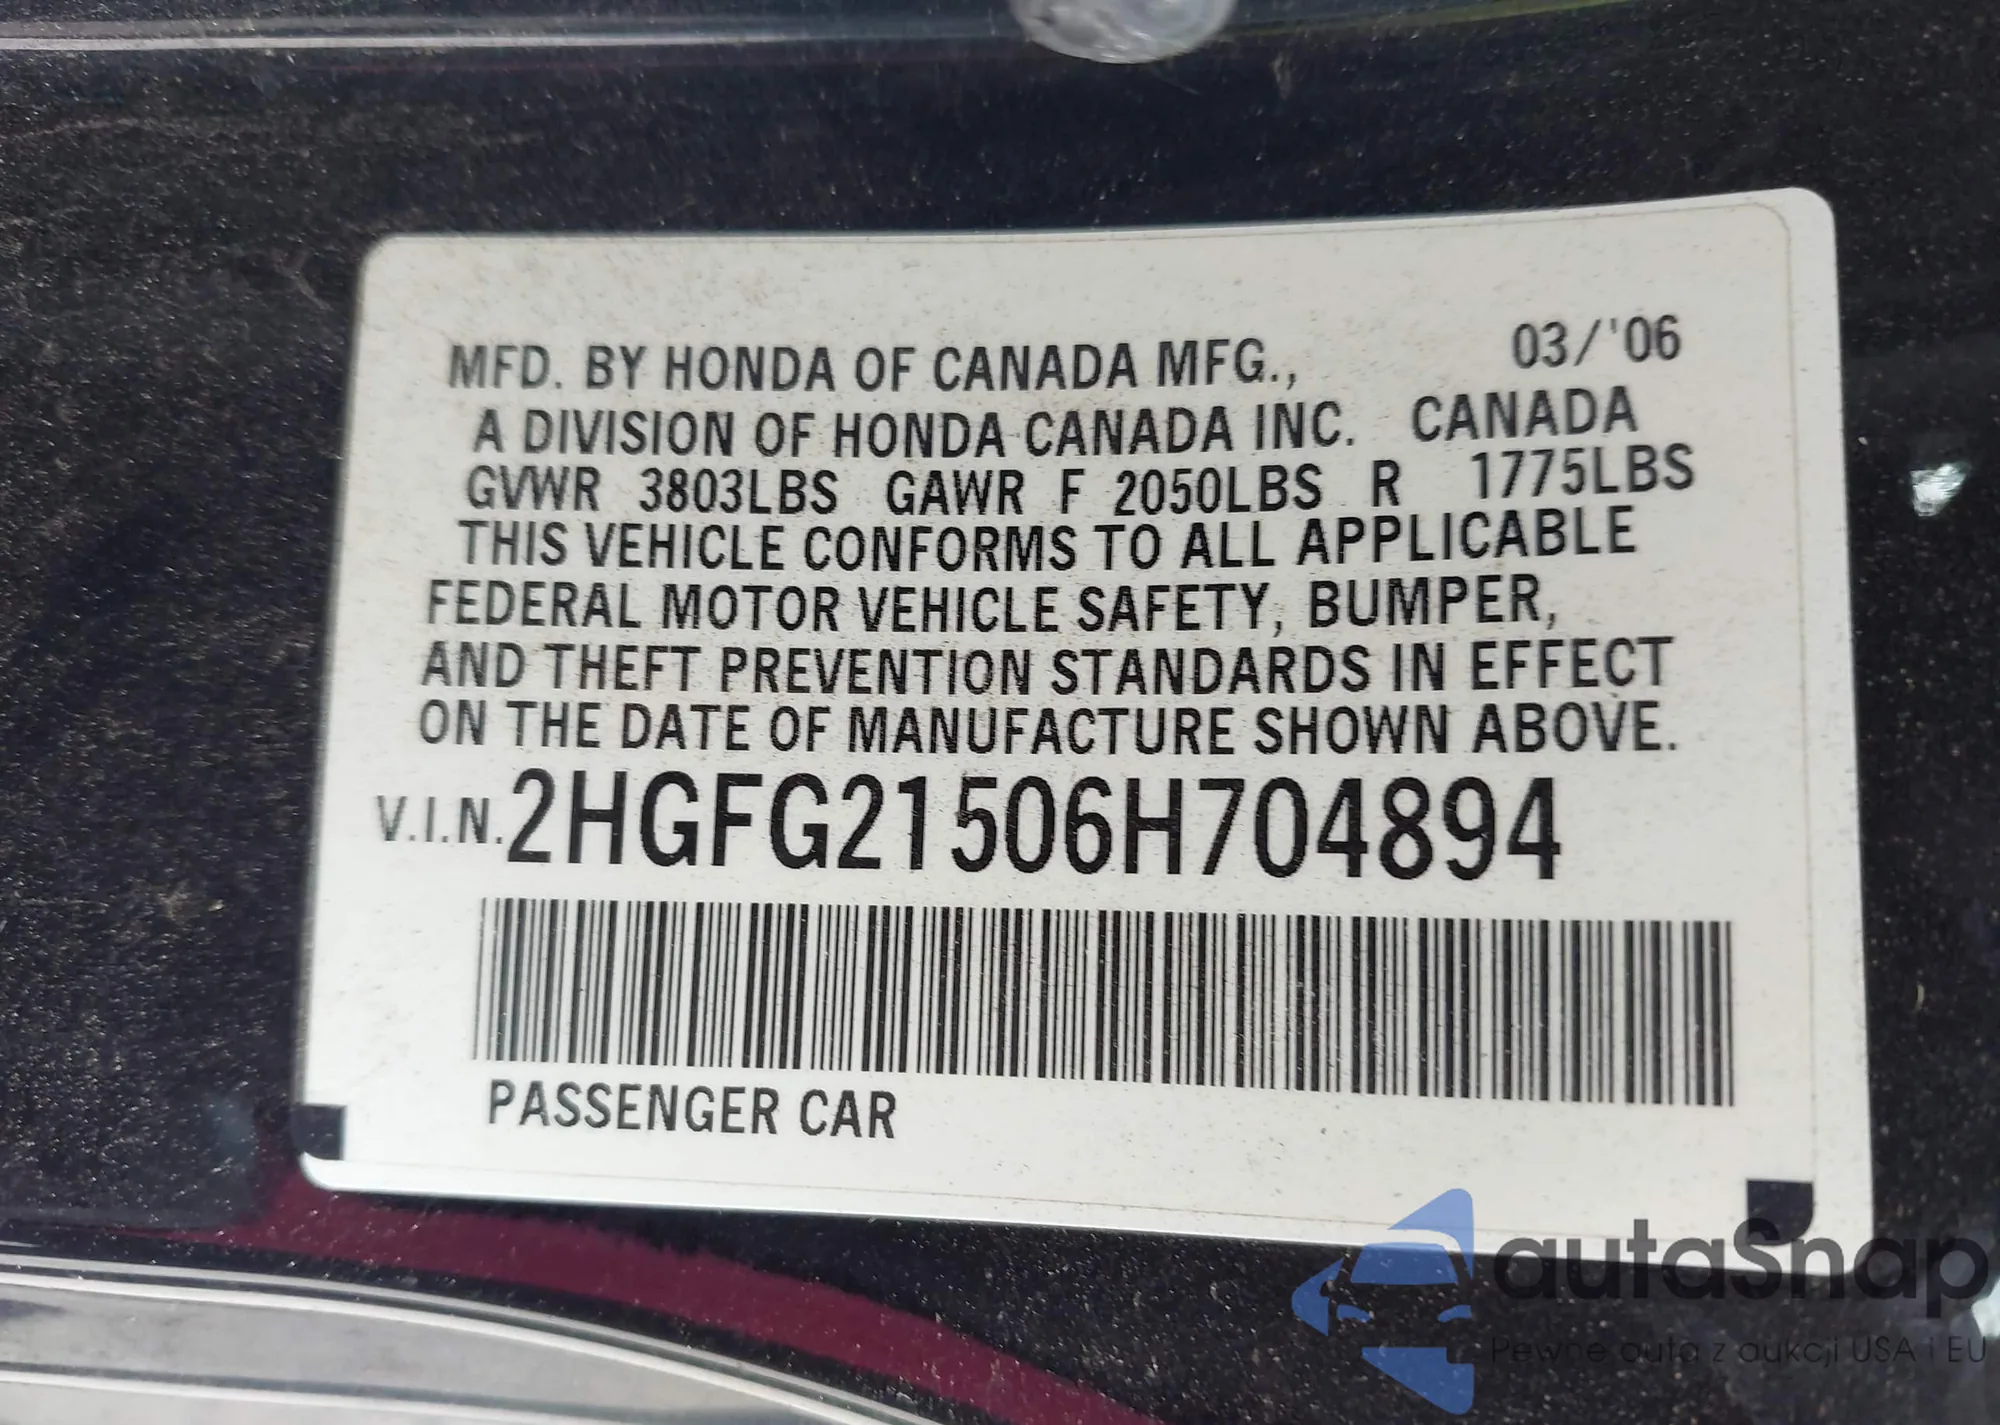 MFD. BY HONDA OF CANADA MFG., 03/'06
A DIVISION OF HONDA CANADA INC. CANADA
GVWR 3803LBS GAWR F 2050LBS R 1775LBS
THIS VEHICLE CONFORMS TO ALL APPLICABLE
FEDERAL MOTOR VEHICLE SAFETY, BUMPER,
AND THEFT PREVENTION STANDARDS IN EFFECT
ON THE DATE OF MANUFACTURE SHOWN ABOVE.
V.I.N. 2HGFG21506H704894
PASSENGER CAR
autaSnap
Pewne auta z aukcji USA i EU